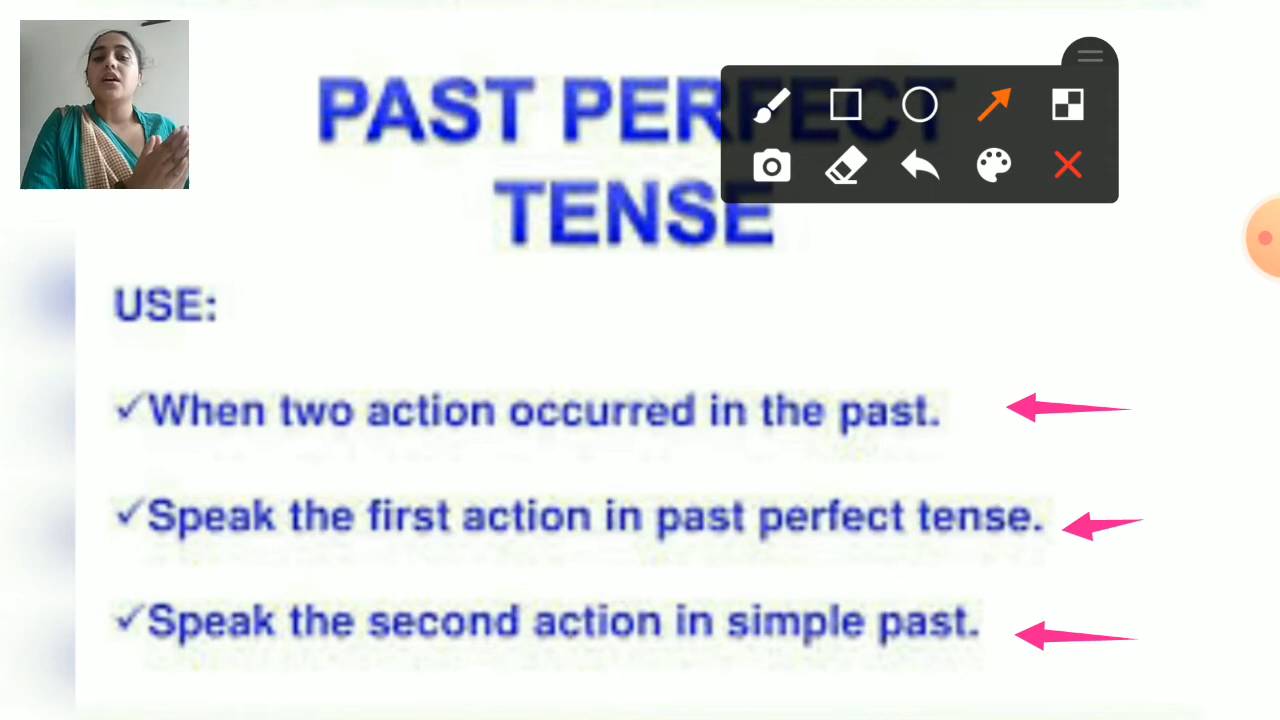 PAST PERFECT
TENSE
USE:
✓When two action occurred in the past.
✓Speak the first action in past perfect tense.
✓Speak the second action in simple past.